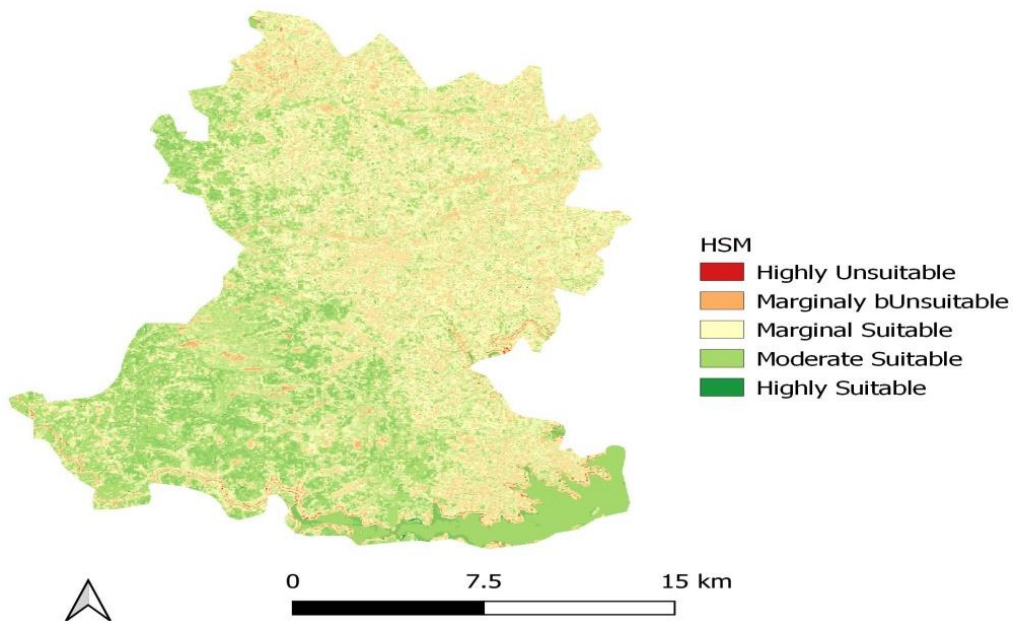 HSM
Highly Unsuitable
Marginaly bUnsuitable
Marginal Suitable
Moderate Suitable
Highly Suitable
0 7.5 15 km